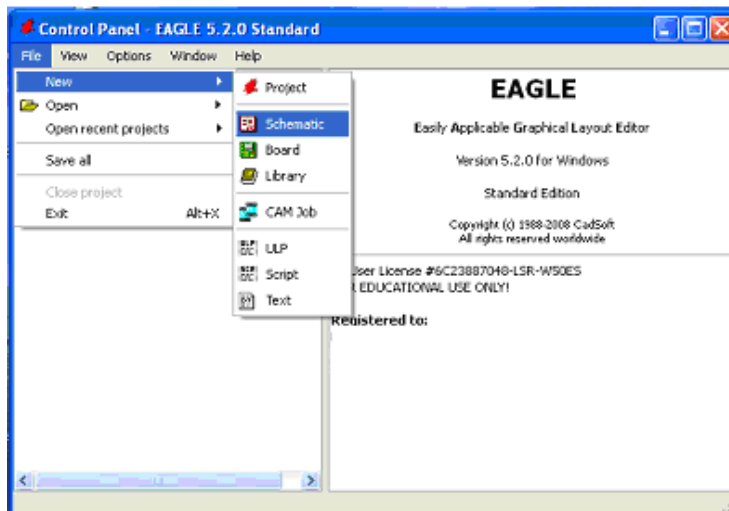 Control Panel - EAGLE 5.2.0 Standard
File View Options Window Help
New
Open
Open recent projects
Save all
Close project
Exit Alt+X
Project
Schematic
Board
Library
CAM Job
ULP
Script
Text
EAGLE
Easily Applicable Graphical Layout Editor
Version 5.2.0 for Windows
Standard Edition
Copyright (c) 1988-2008 CadSoft
All rights reserved worldwide
User License #6C23887048-LSR-WS0ES
EDUCATIONAL USE ONLY!
Registered to: